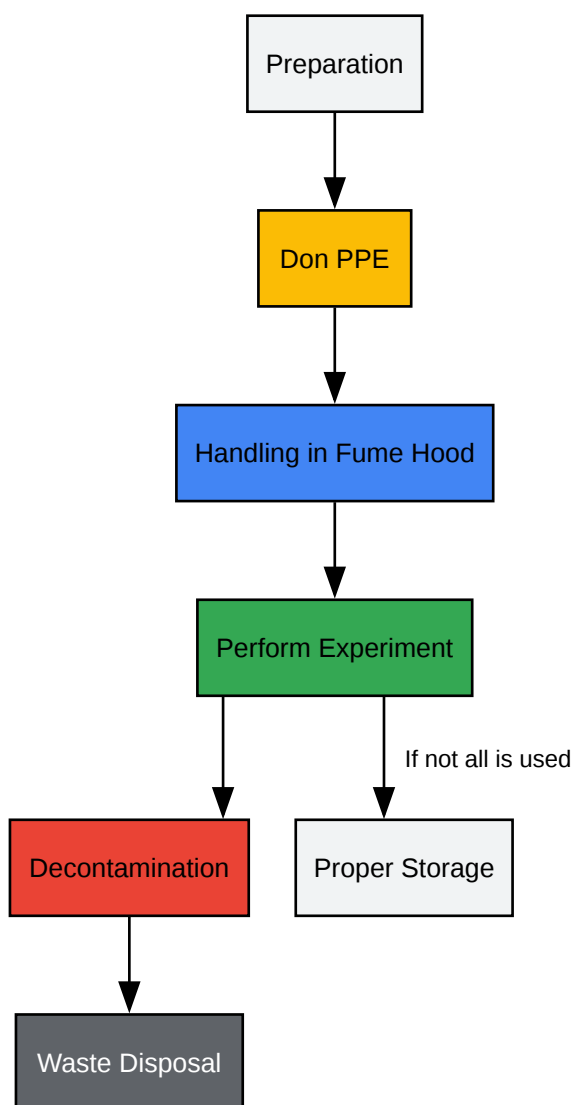 Preparation
Don PPE
Handling in Fume Hood
Perform Experiment
If not all is used
Decontamination
Proper Storage
Waste Disposal